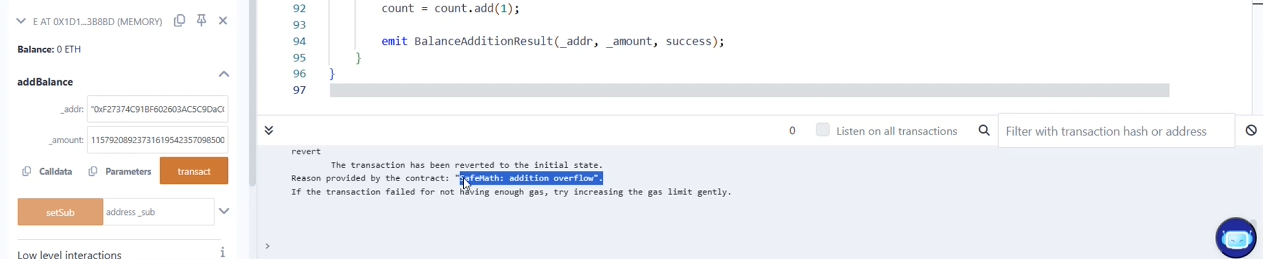 E AT 0X1D1...3B8BD (MEMORY)
Balance: 0 ETH
addBalance
_addr: "0xF27374C91BF602603AC5C9DaC(
_amount: 11579208923731619542357098500
Calldata Parameters transact
setSub address _sub
Low level interactions i
92 count = count.add(1);
93
94 emit BalanceAdditionResult(_addr, _amount, success);
95 }
96 }
97
0 Listen on all transactions Filter with transaction hash or address
revert
The transaction has been reverted to the initial state.
Reason provided by the contract: "SafeMath: addition overflow".
If the transaction failed for not having enough gas, try increasing the gas limit gently.
>